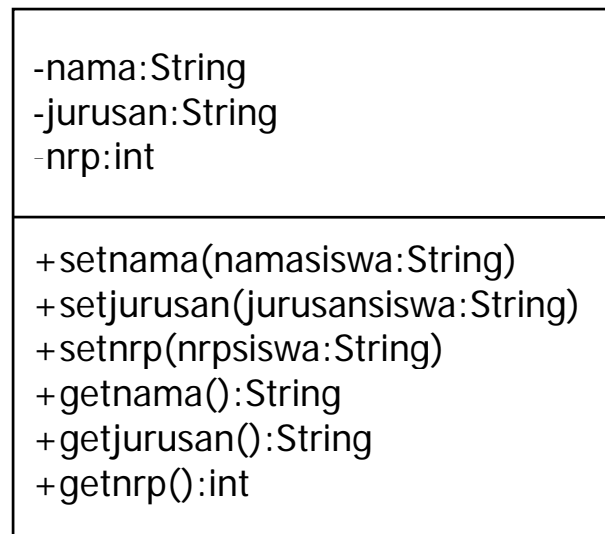 -nama:String
-jurusan:String
-nrp:int
+setnama(namasiswa:String)
+setjurusan(jurusansiswa:String)
+setnrp(nrpsiswa:String)
+getnama():String
+getjurusan():String
+getnrp():int